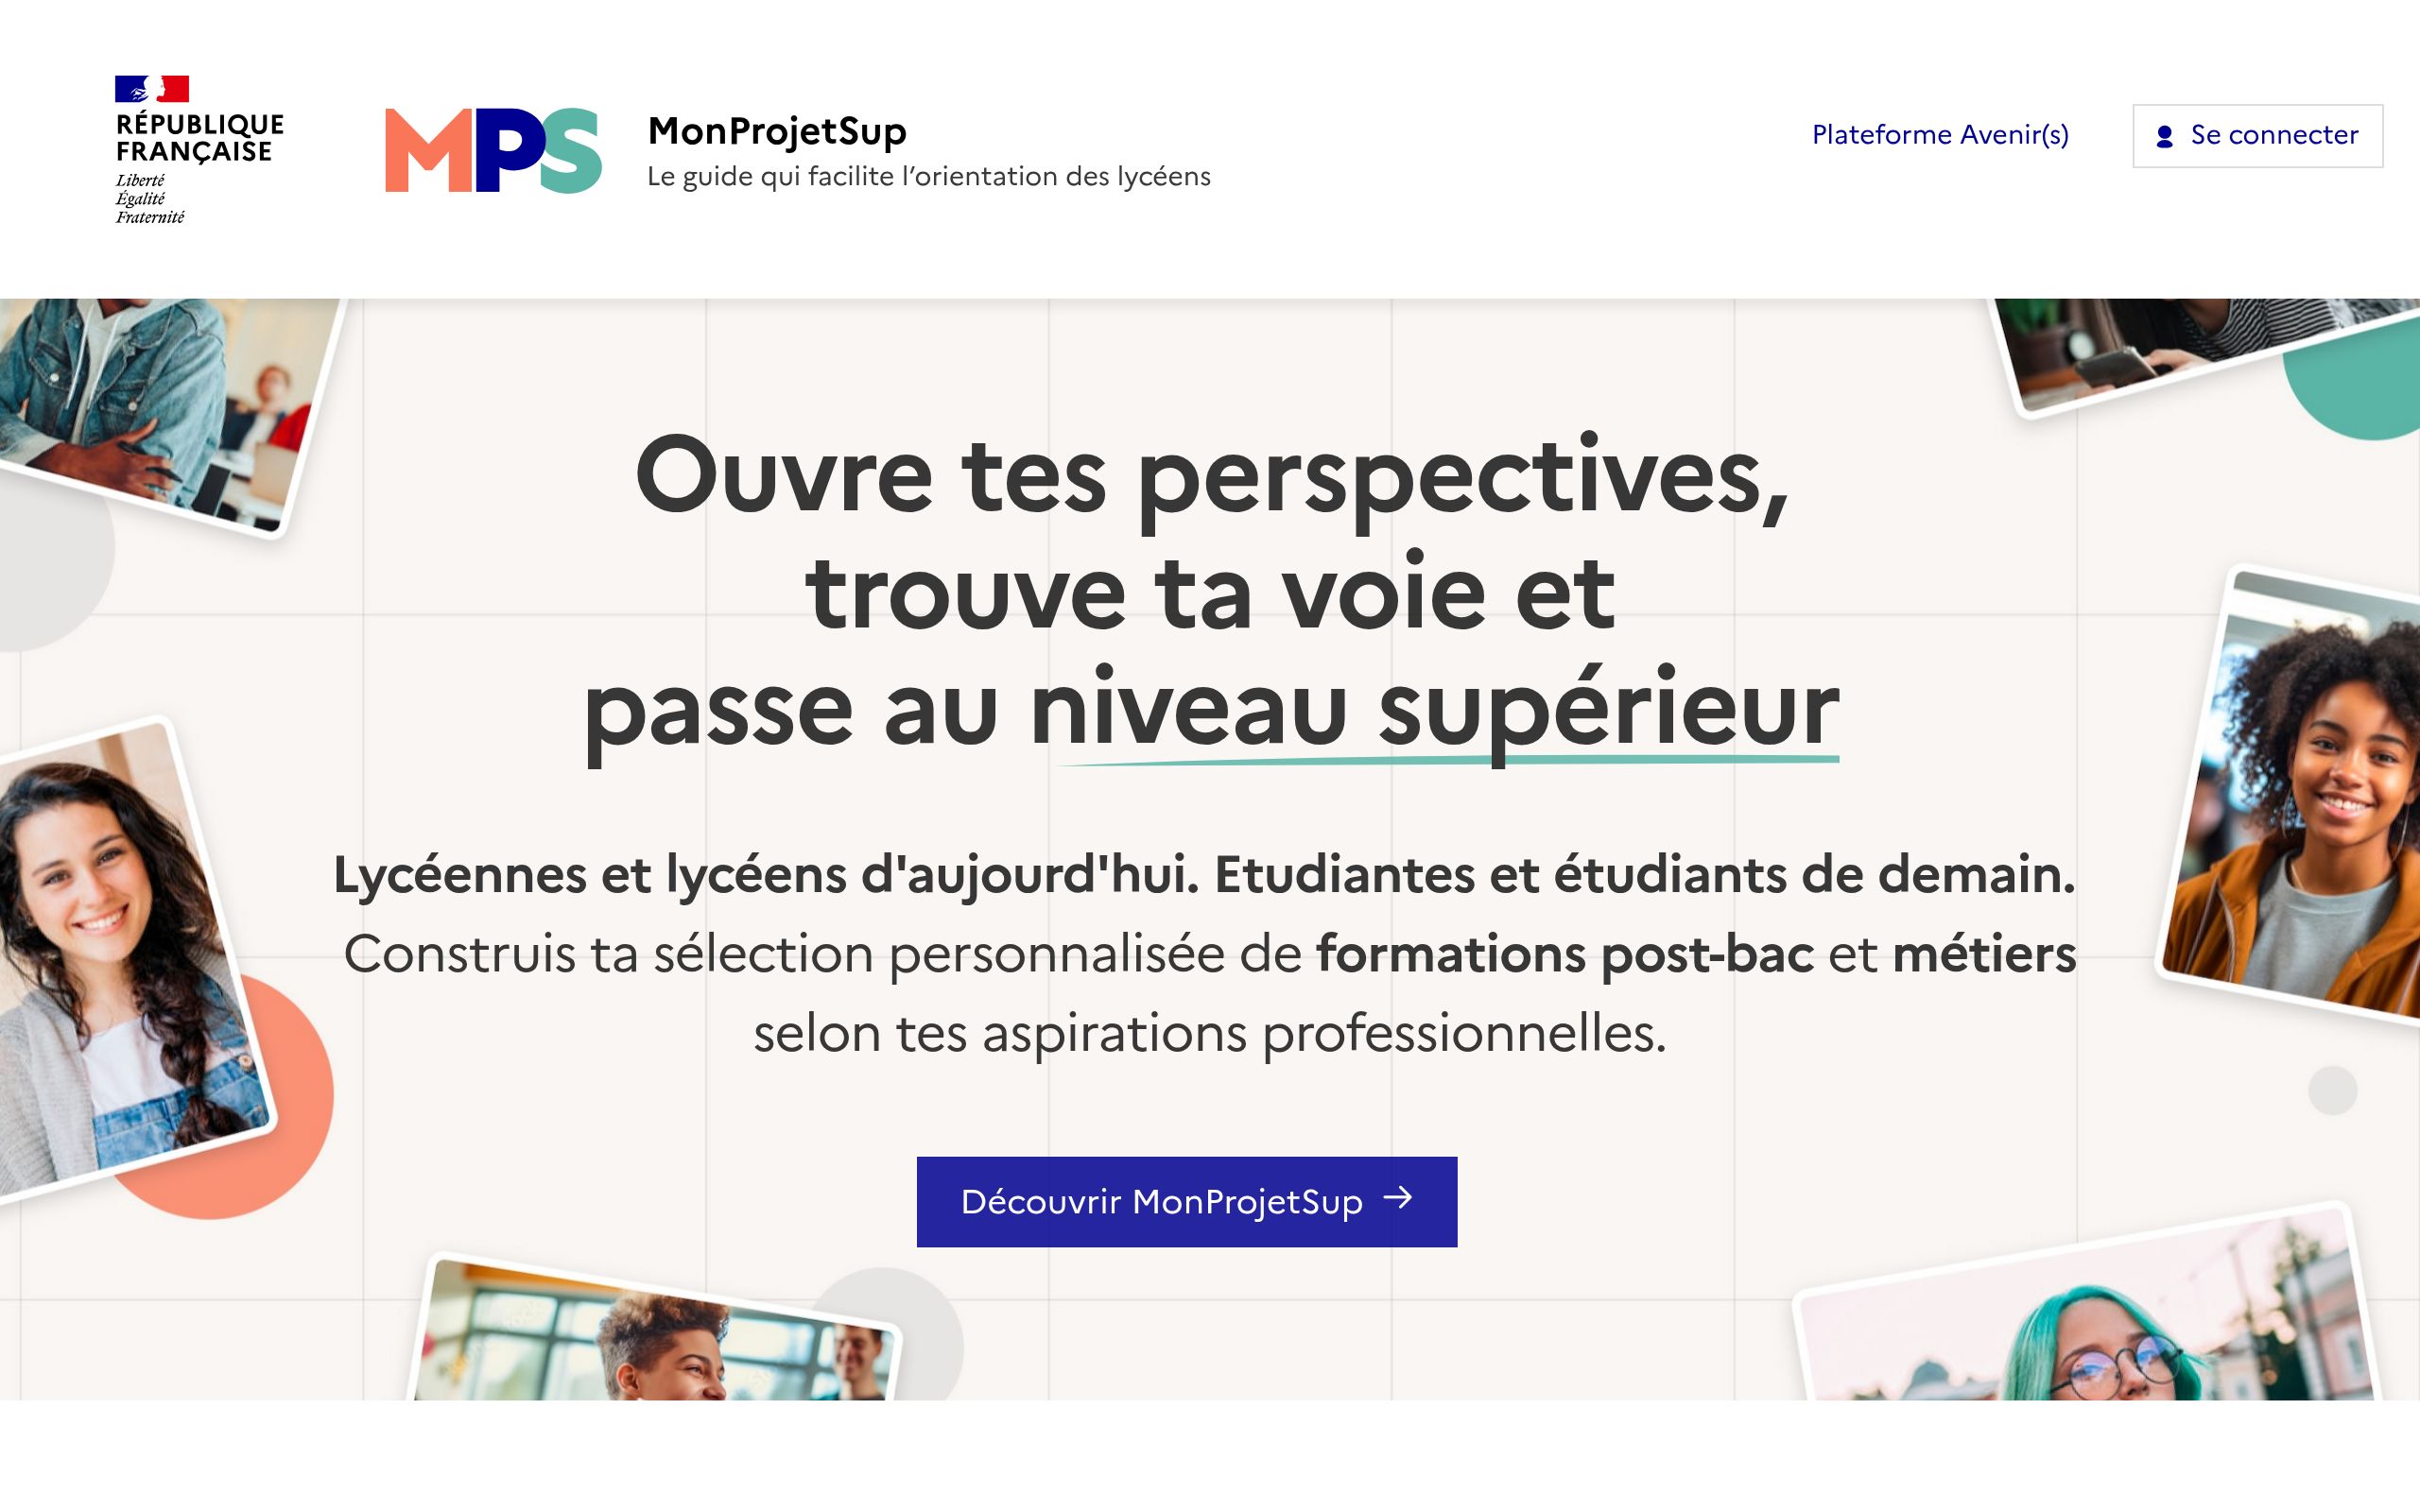 RÉPUBLIQUE
FRANÇAISE
Liberté
Égalité
Fraternité
MPS
MonProjetSup
Le guide qui facilite l’orientation des lycéens
Plateforme Avenir(s)
Se connecter
Ouvre tes perspectives,
trouve ta voie et
passe au niveau supérieur
Lycéennes et lycéens d'aujourd'hui. Etudiantes et étudiants de demain.
Construis ta sélection personnalisée de formations post-bac et métiers
selon tes aspirations professionnelles.
Découvrir MonProjetSup →